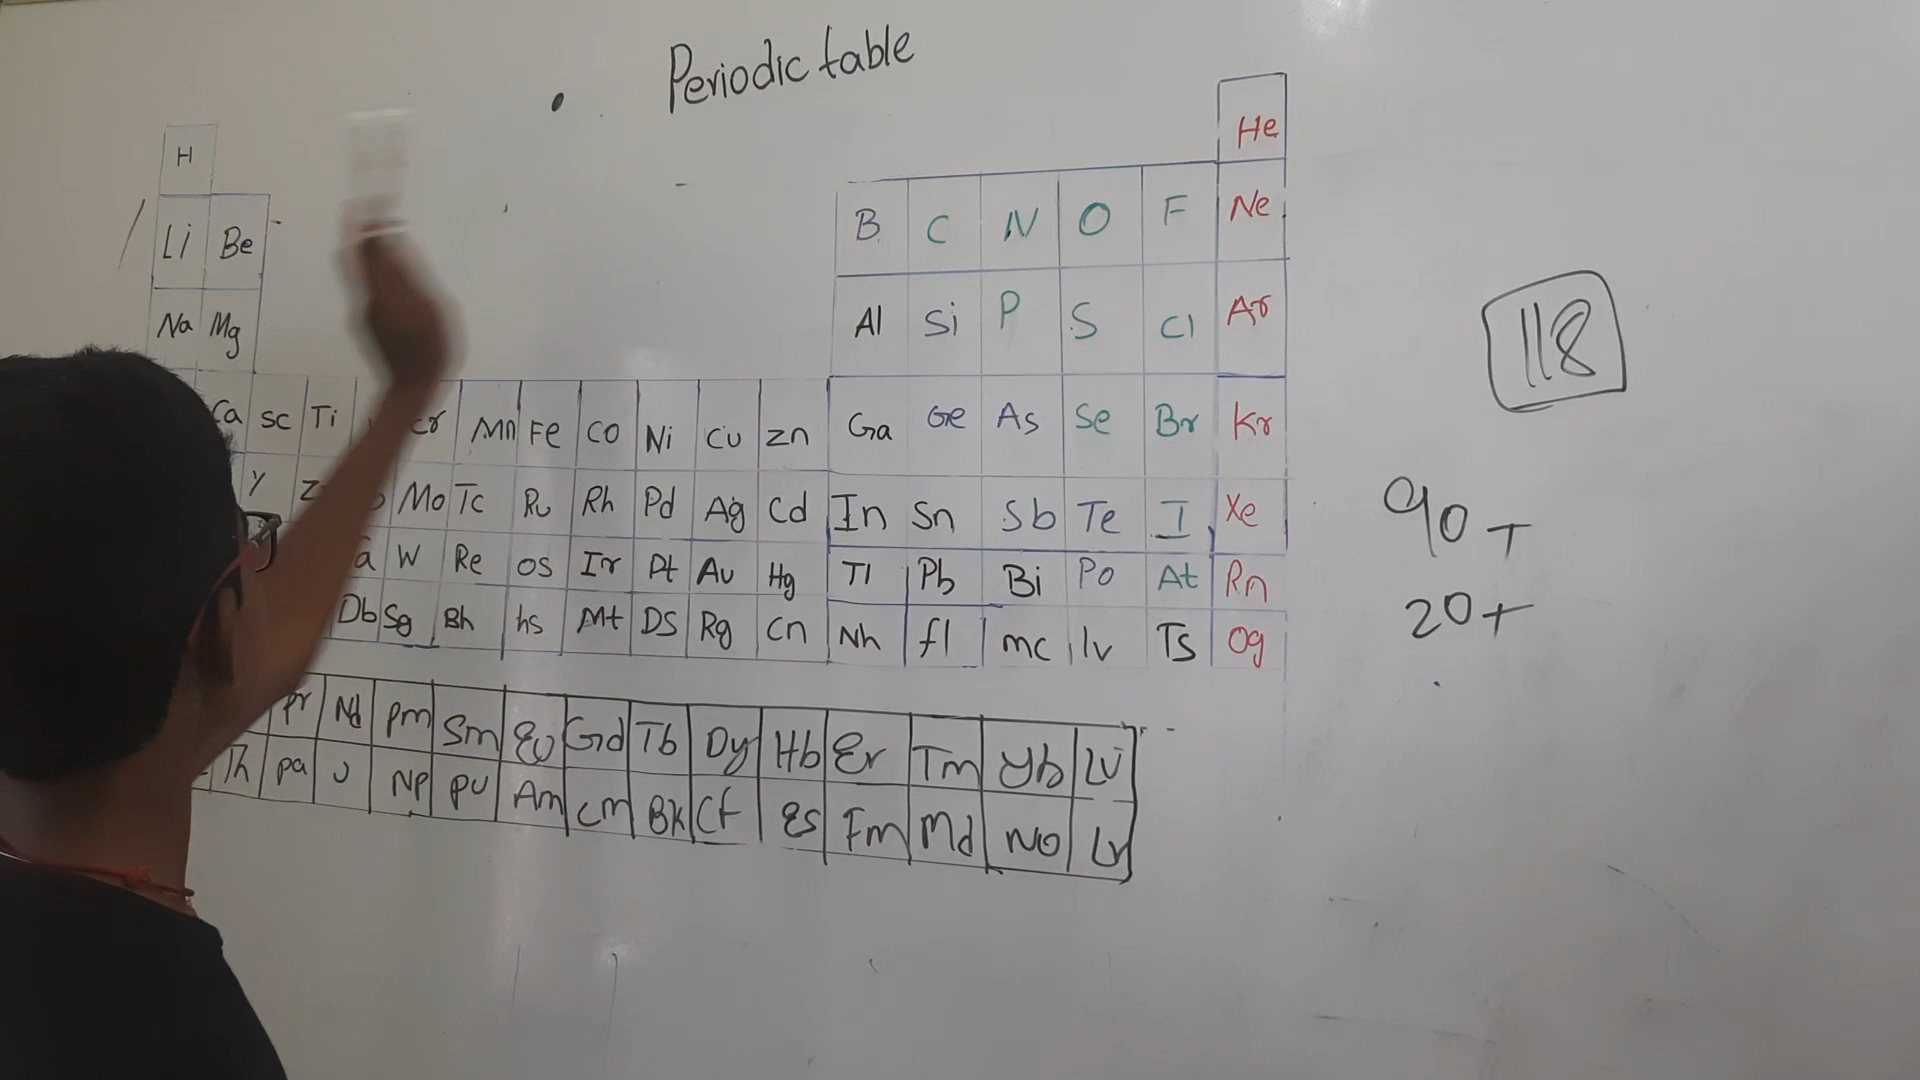 Periodic table
He
H
B C N O F Ne
Li Be
Al Si P S Cl Ar
Na Mg
118
Ca Sc Ti Cr Mn Fe CO Ni Cu Zn Ga Ge As Se Br Kr
Y Mo Tc Ru Rh Pd Ag Cd In Sn Sb Te I Xe
90+
W Re OS Ir Pt Au Hg Tl Pb Bi Po At Rn
20+
Db Sg Bh hs Mt DS Rg Cn Nh fl mc lv Ts Og
Pr Nd Pm Sm Eu Gd Tb Dy Hb Er Tm Yb Lu
Th pa U Np pu Am Cm Bk Cf Es Fm Md NO Lr